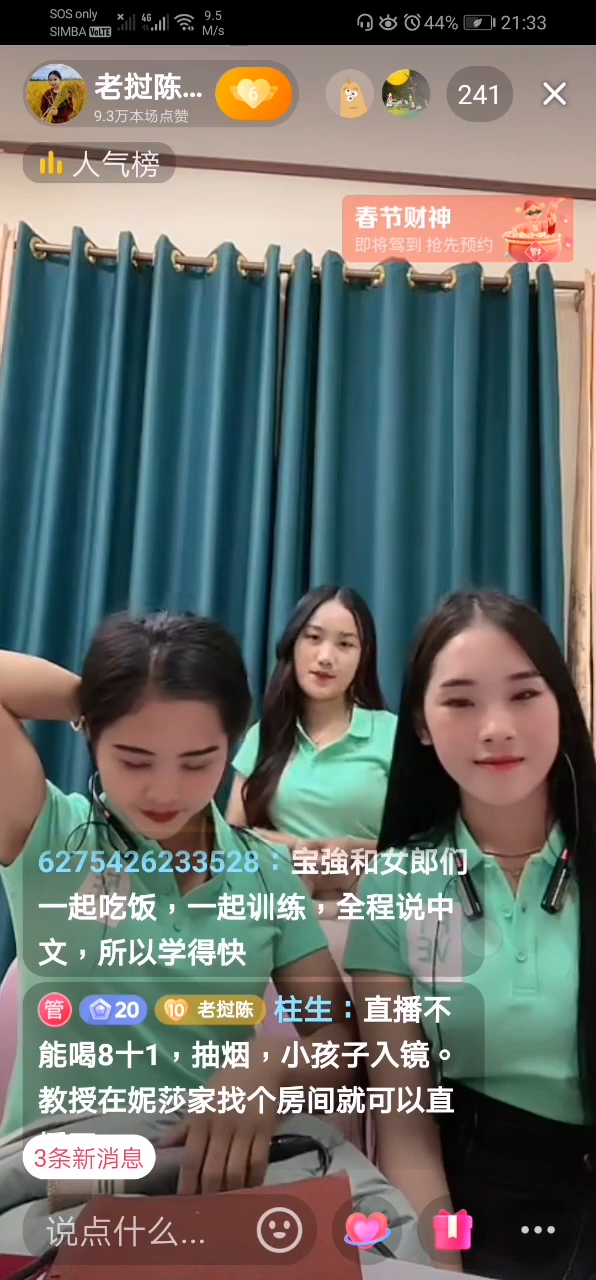 SOS only
SIMBA VoLTE
4G
9.5
M/s
44%
21:33
老挝陈...
9.3万本场点赞
6
241
人气榜
春节财神
即将驾到 抢先预约
6275426233528：宝強和女郎们
一起吃饭，一起训练，全程说中
文，所以学得快
管 20 10 老挝陈 柱生：直播不
能喝8十1，抽烟，小孩子入镜。
教授在妮莎家找个房间就可以直
3条新消息
说点什么...